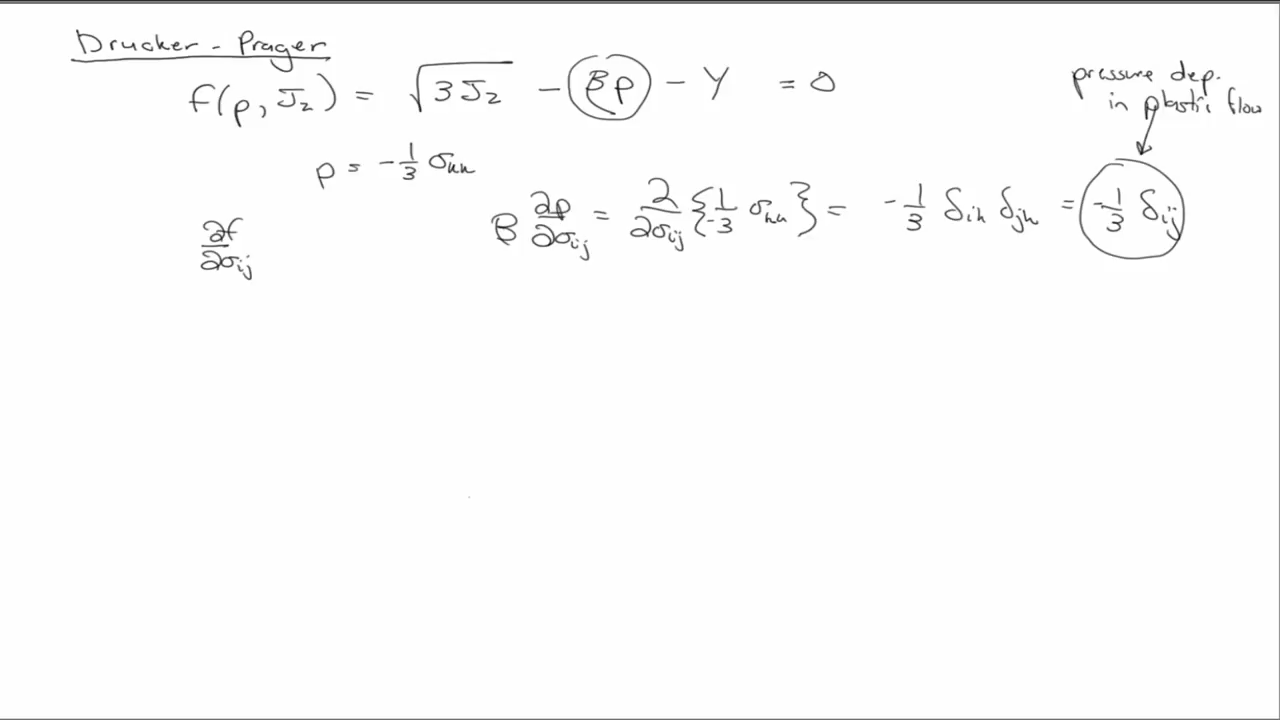 Drucker - Prager
f(p, J₂) = √3J₂ - Bp - Y = 0
pressure dep.
in plastic flow
p = -1/3 σₖₖ
B ∂p/∂σᵢⱼ = ∂/∂σᵢⱼ {-1/3 σₖₖ} = -1/3 δᵢₖ δⱼₖ = -1/3 δᵢⱼ
∂f/∂σᵢⱼ